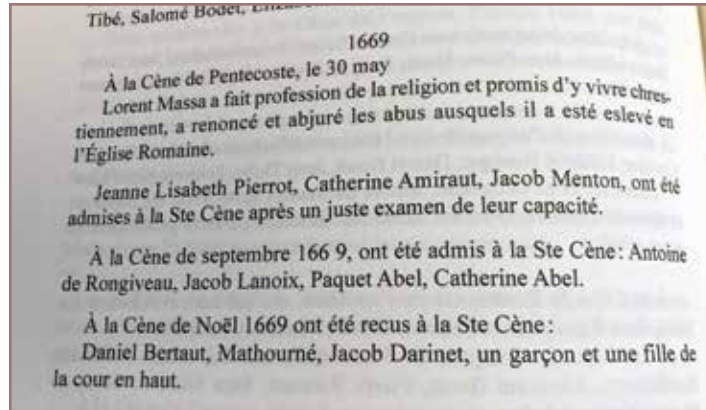 Tibé, Salomé Bodet,
1669
À la Cène de Pentecoste, le 30 may
Lorent Massa a fait profession de la religion et promis d'y vivre chres-
tiennement, a renoncé et abjuré les abus ausquels il a esté eslevé en
l'Église Romaine.
Jeanne Lisabeth Pierrot, Catherine Amiraut, Jacob Menton, ont été
admises à la Ste Cène après un juste examen de leur capacité.
À la Cène de septembre 166 9, ont été admis à la Ste Cène: Antoine
de Rongiveau, Jacob Lanoix, Paquet Abel, Catherine Abel.
À la Cène de Noël 1669 ont été recus à la Ste Cène:
Daniel Bertaut, Mathourné, Jacob Darinet, un garçon et une fille de
la cour en haut.